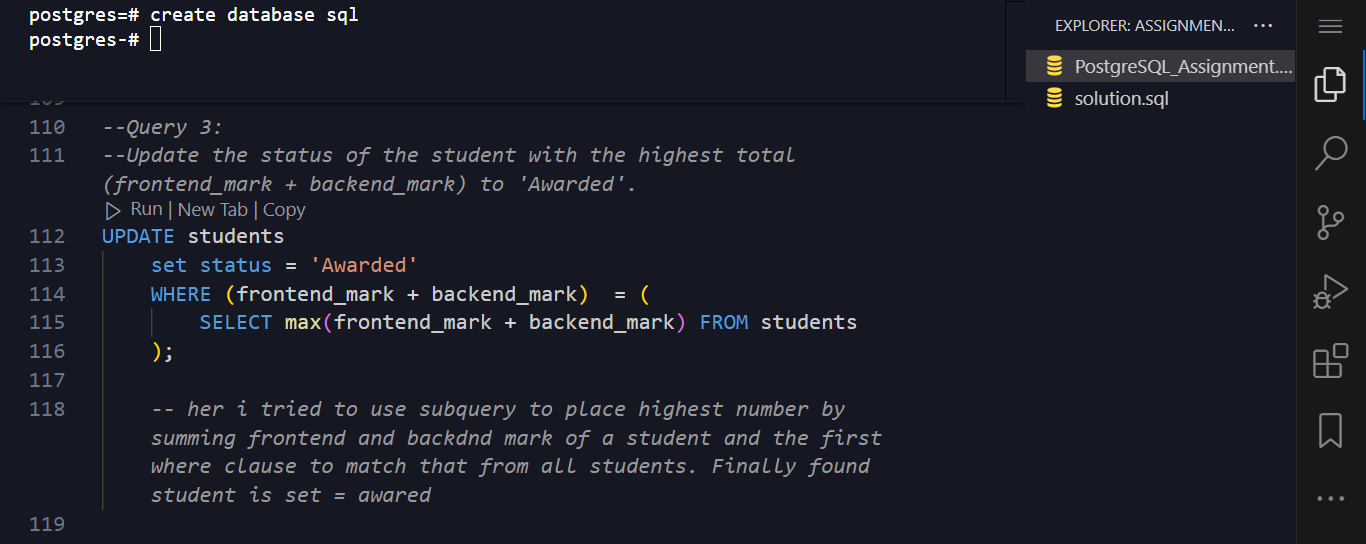 postgres=# create database sql
postgres-#
EXPLORER: ASSIGNMEN...
PostgreSQL_Assignment....
solution.sql
110 --Query 3:
111 --Update the status of the student with the highest total
(frontend_mark + backend_mark) to 'Awarded'.
Run | New Tab | Copy
112 UPDATE students
113 set status = 'Awarded'
114 WHERE (frontend_mark + backend_mark)  = (
115 SELECT max(frontend_mark + backend_mark) FROM students
116 );
117
118 -- her i tried to use subquery to place highest number by
summing frontend and backdnd mark of a student and the first
where clause to match that from all students. Finally found
student is set = awared
119